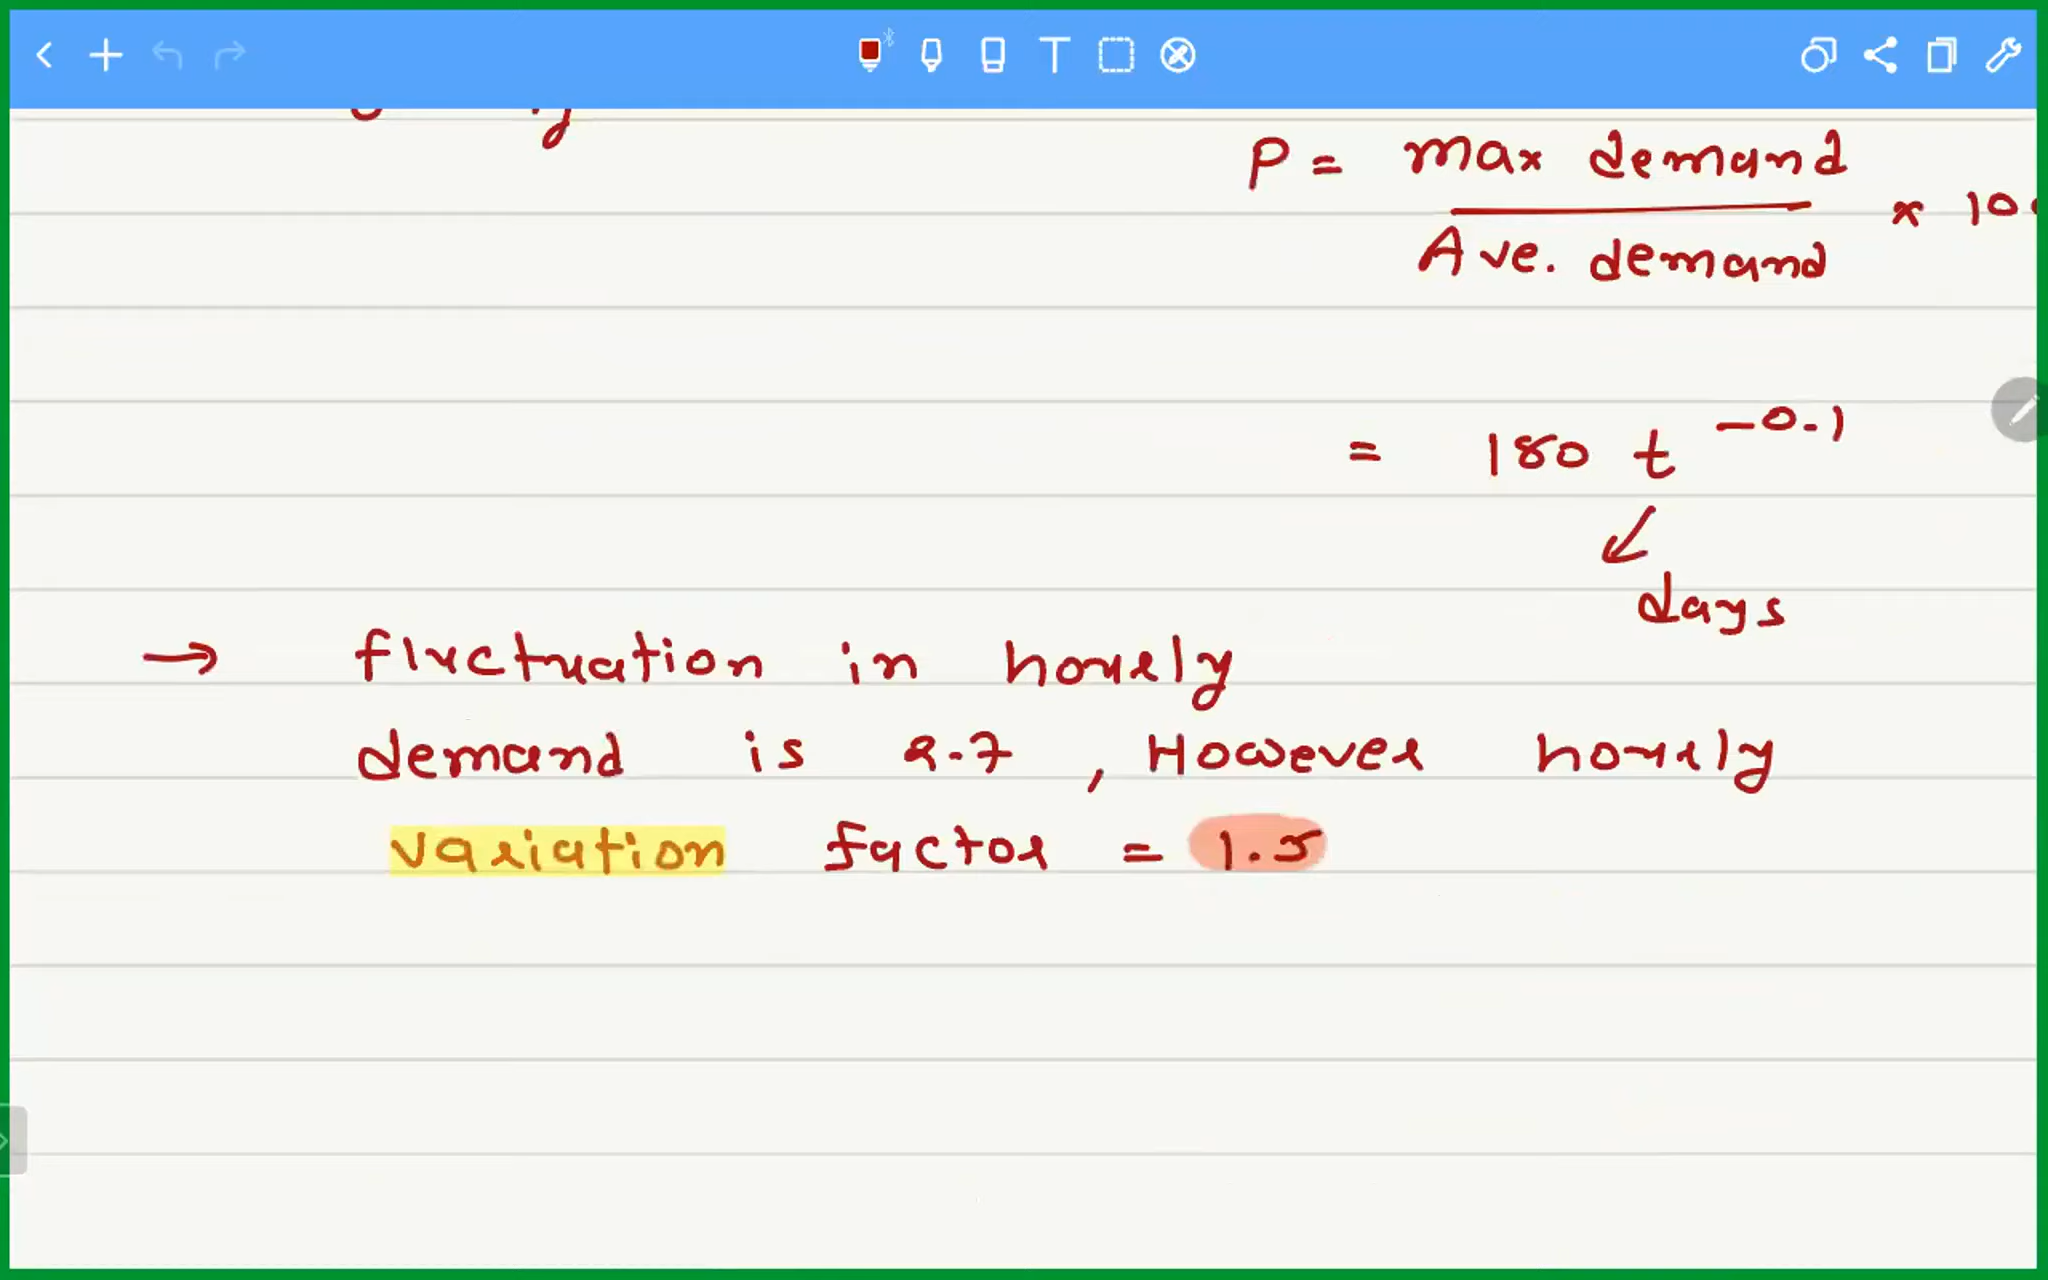 P = max demand
Ave. demand × 10
= 180 t -0.1
days
→ fluctuation in hourly
demand is 2.7, However hourly
variation factor = 1.5